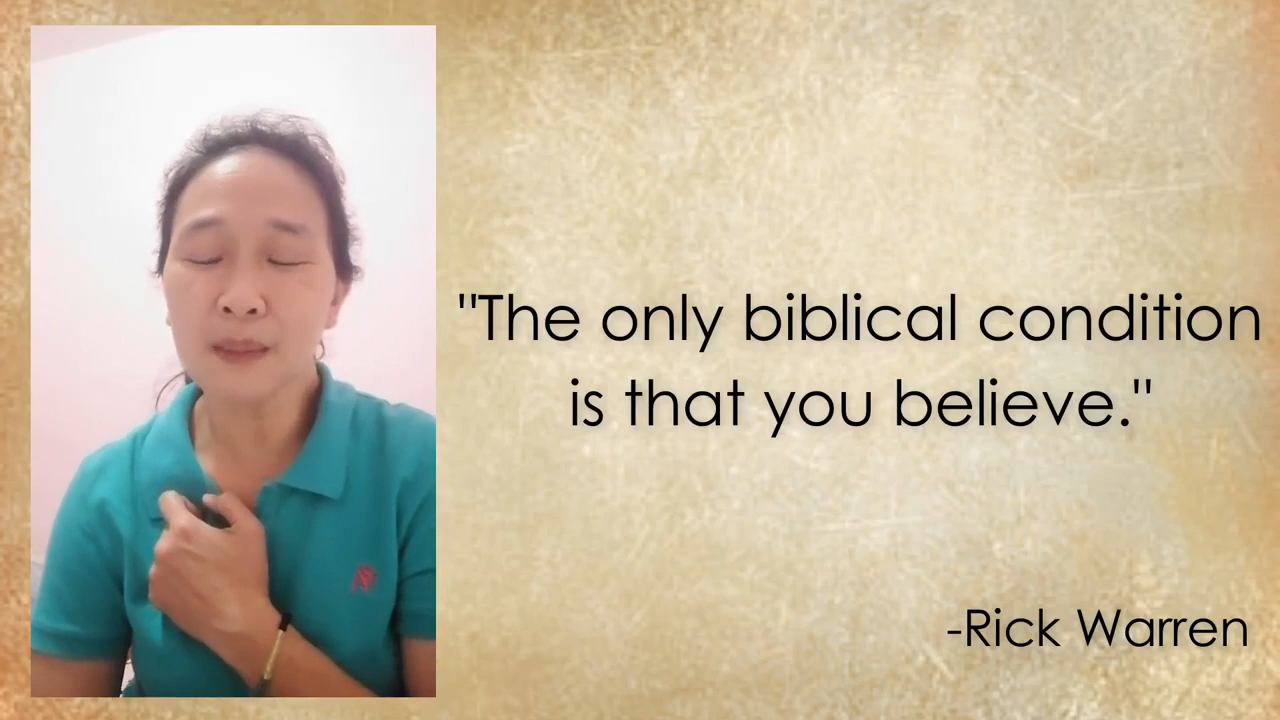 "The only biblical condition
is that you believe."
-Rick Warren